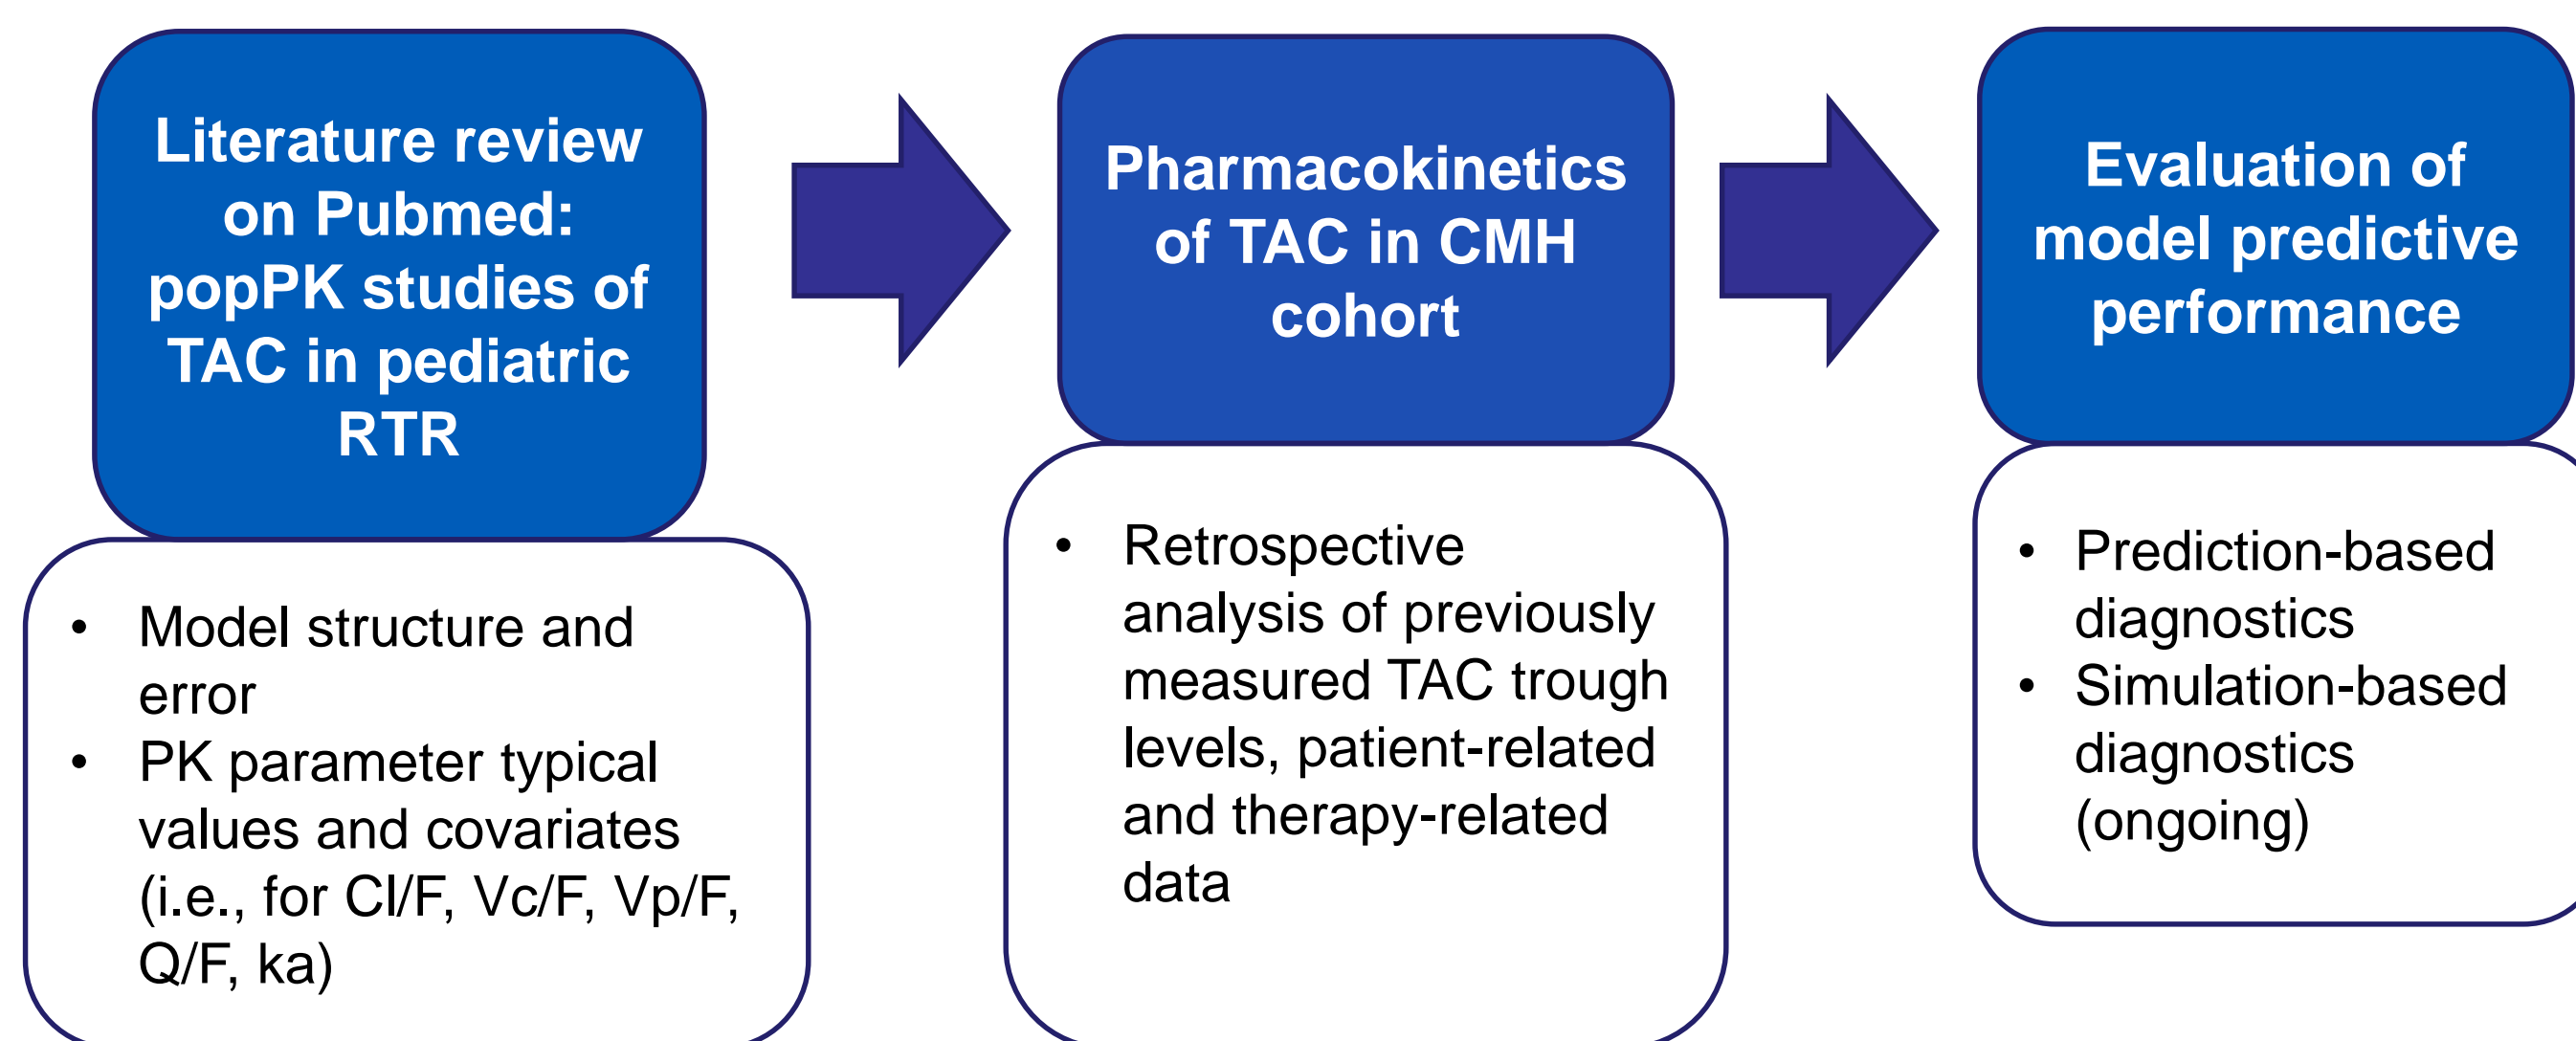 Literature review
on Pubmed:
popPK studies of
TAC in pediatric
RTR
• Model structure and
error
• PK parameter typical
values and covariates
(i.e., for Cl/F, Vc/F, Vp/F,
Q/F, ka)
Pharmacokinetics
of TAC in CMH
cohort
• Retrospective
analysis of previously
measured TAC trough
levels, patient-related
and therapy-related
data
Evaluation of
model predictive
performance
• Prediction-based
diagnostics
• Simulation-based
diagnostics
(ongoing)